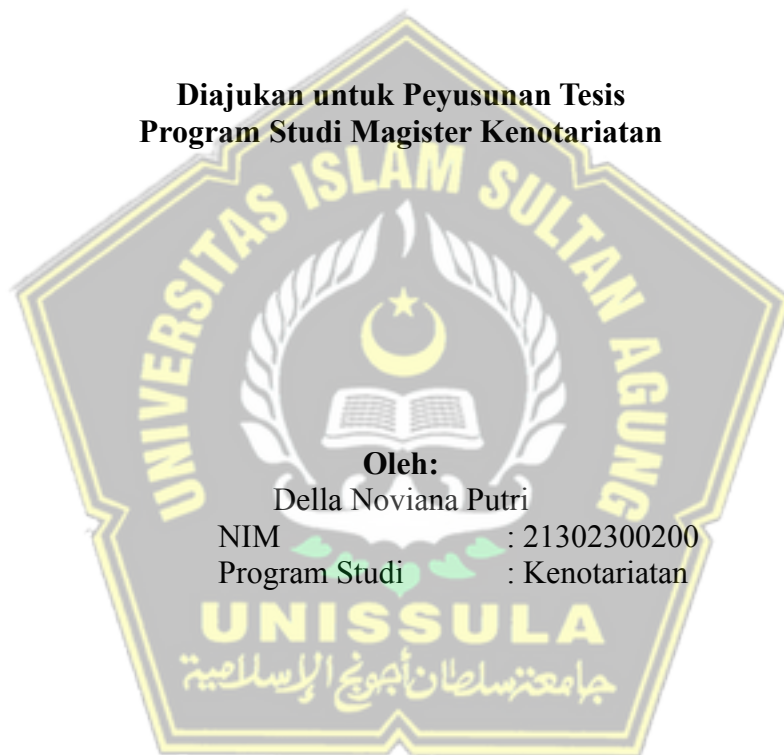 Diajukan untuk Peyusunan Tesis
Program Studi Magister Kenotariatan
UNIVERSITAS ISLAM SULTAN AGUNG
Oleh:
Della Noviana Putri
NIM : 21302300200
Program Studi : Kenotariatan
UNISSULA
جامعة سلطان أجونج الإسلامية